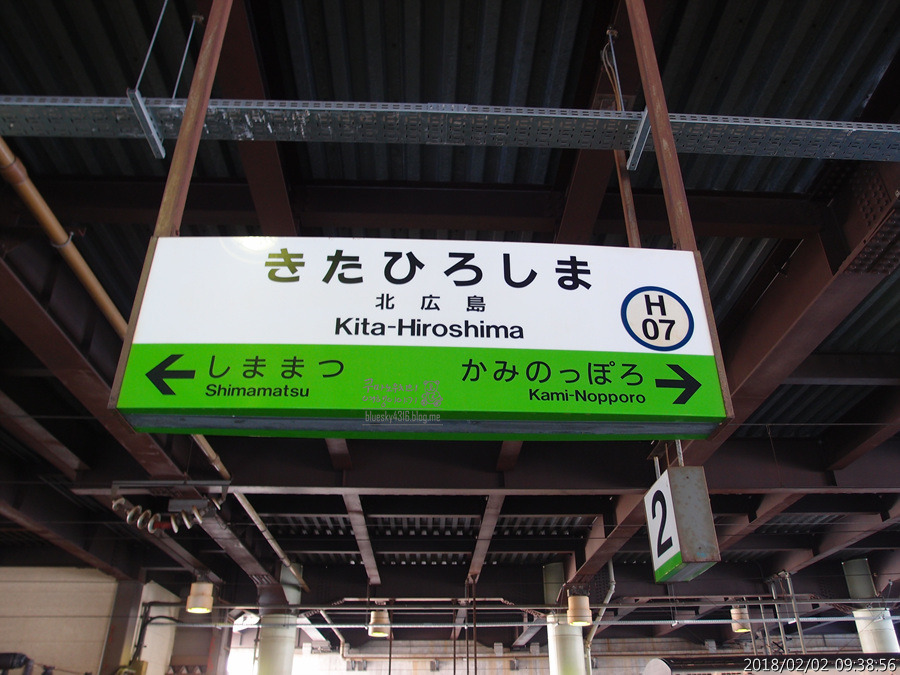 きたひろしま
北広島
Kita-Hiroshima
H
07
しままつ
Shimamatsu
かみのっぽろ
Kami-Nopporo
bluesky4316.blog.me
2
2018/02/02 09:38:56